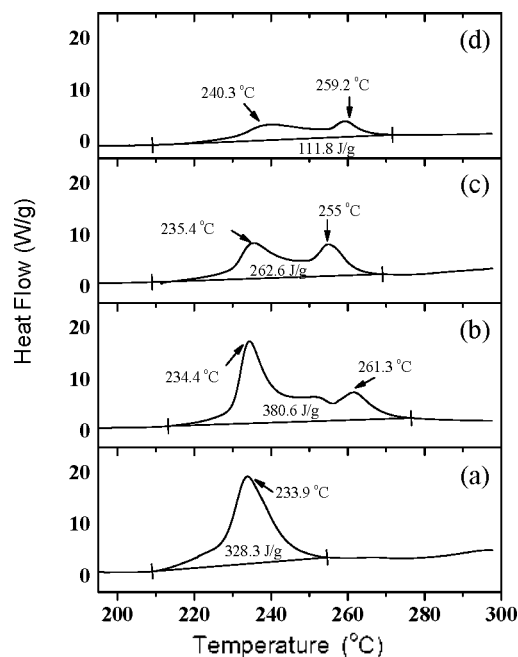 (d)
20
240.3 °C
259.2 °C
10
0
111.8 J/g
(c)
20
235.4 °C
255 °C
10
262.6 J/g
0
(b)
20
234.4 °C
261.3 °C
10
380.6 J/g
0
(a)
20
233.9 °C
10
328.3 J/g
0
200 220 240 260 280 300
Temperature (°C)
Heat Flow (W/g)